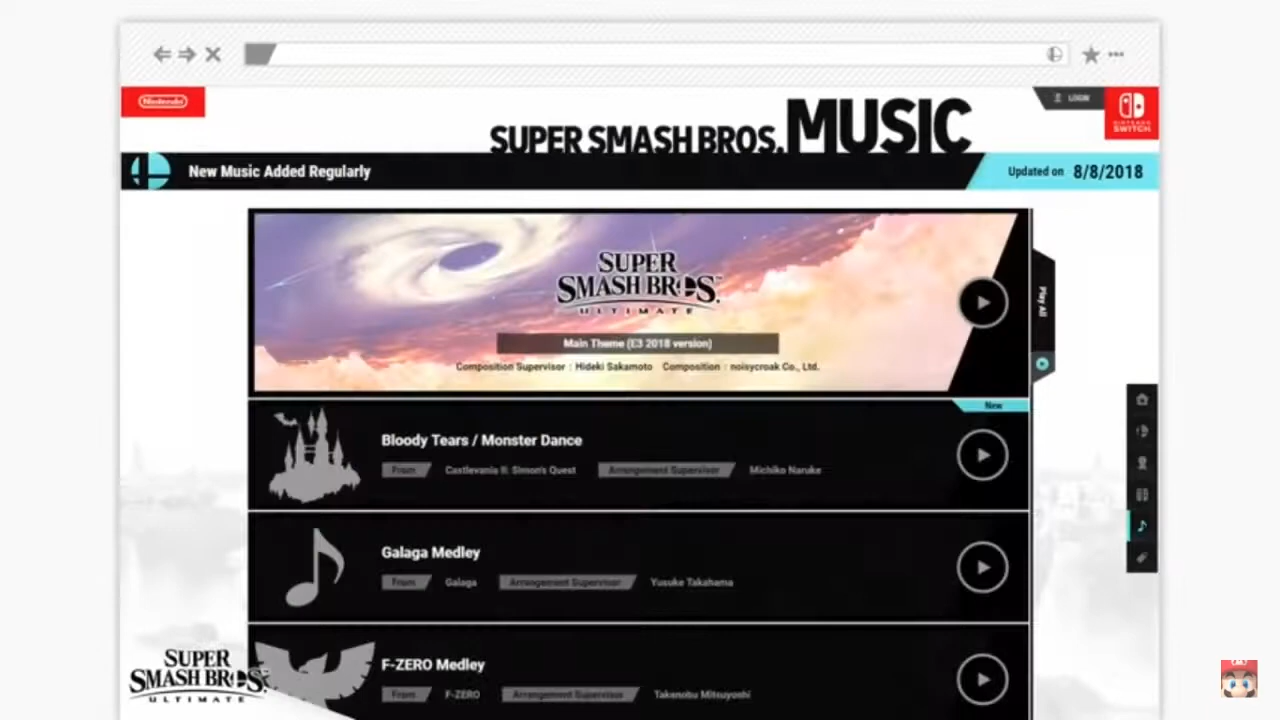 Nintendo
SUPER SMASH BROS. MUSIC
LOGIN
NINTENDO
SWITCH
New Music Added Regularly
Updated on 8/8/2018
SUPER
SMASH BROS.
ULTIMATE
Main Theme (E3 2018 version)
Composition Supervisor : Hideki Sakamoto Composition : noisycroak Co., Ltd.
Play All
New
Bloody Tears / Monster Dance
From Castlevania II: Simon's Quest Arrangement Supervisor Michiko Naruke
Galaga Medley
From Galaga Arrangement Supervisor Yusuke Takahama
F-ZERO Medley
From F-ZERO Arrangement Supervisor Takenobu Mitsuyoshi
SUPER
SMASH BROS.
ULTIMATE